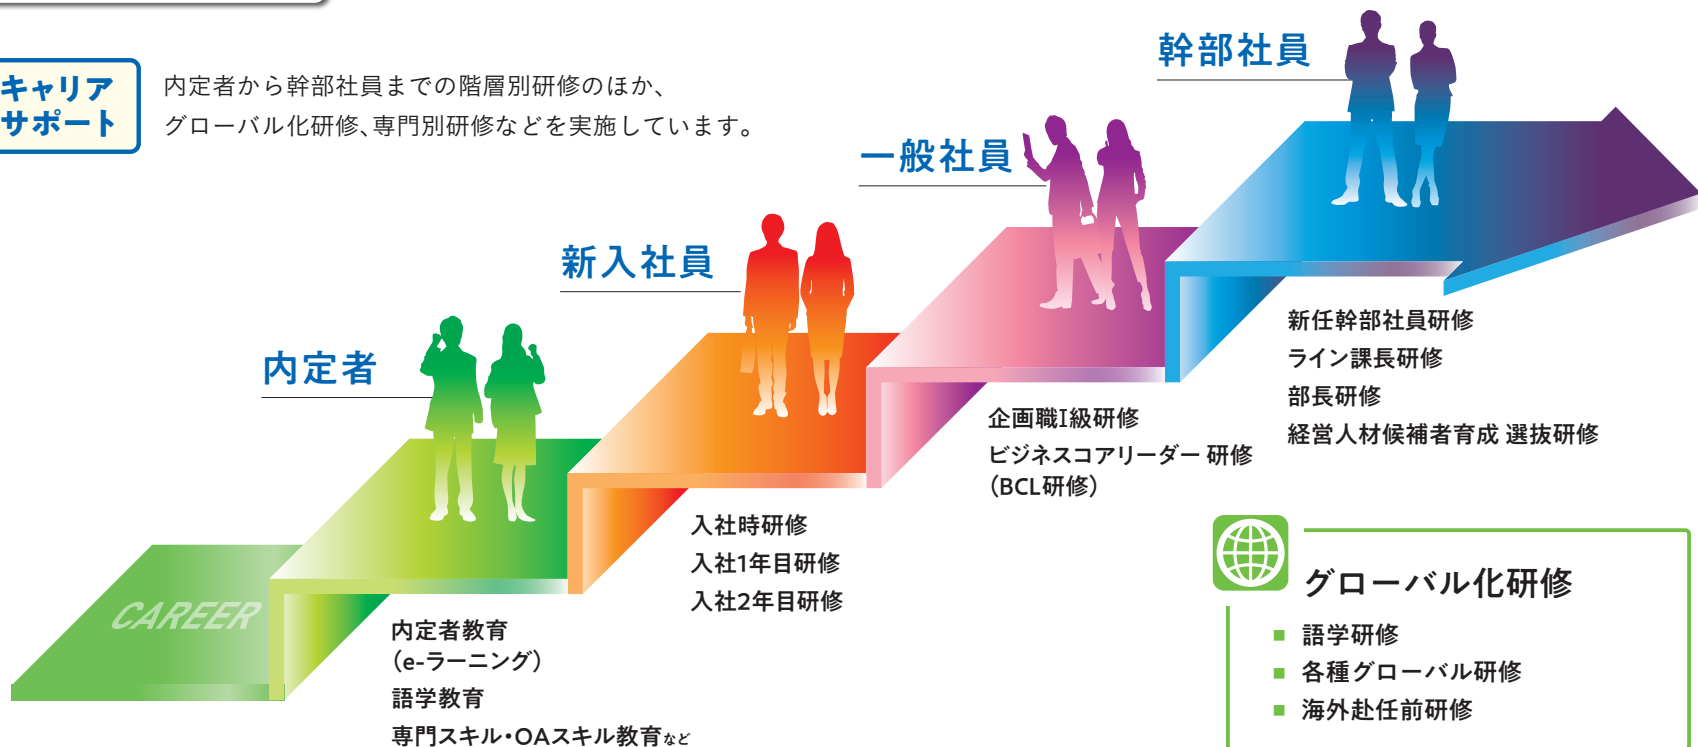 キャリア
サポート
内定者から幹部社員までの階層別研修のほか、
グローバル化研修、専門別研修などを実施しています。
幹部社員
一般社員
新入社員
内定者
新任幹部社員研修
ライン課長研修
部長研修
経営人材候補者育成 選抜研修
企画職Ⅰ級研修
ビジネスコアリーダー 研修
（BCL研修）
入社時研修
入社1年目研修
入社2年目研修
CAREER
内定者教育
（e-ラーニング）
語学教育
専門スキル・OAスキル教育など
グローバル化研修
■ 語学研修
■ 各種グローバル研修
■ 海外赴任前研修